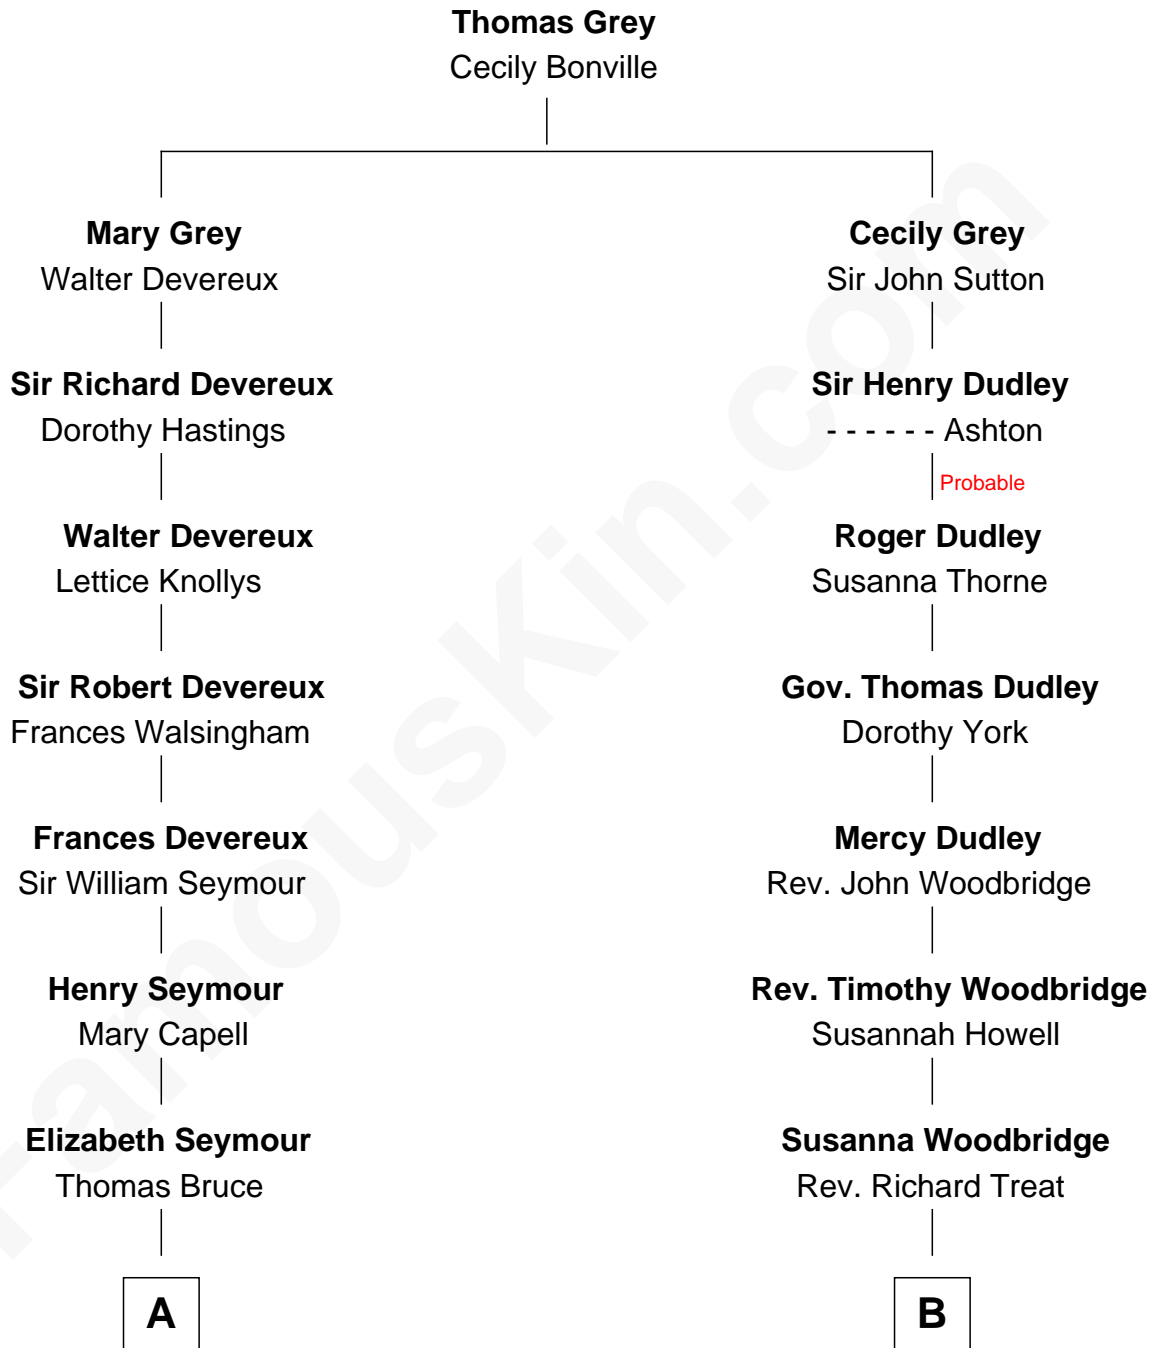 Thomas Grey
Cecily Bonville
Mary Grey
Walter Devereux
Cecily Grey
Sir John Sutton
Sir Richard Devereux
Dorothy Hastings
Sir Henry Dudley
- - - - - - Ashton
Probable
Walter Devereux
Lettice Knollys
Roger Dudley
Susanna Thorne
Sir Robert Devereux
Frances Walsingham
Gov. Thomas Dudley
Dorothy York
Frances Devereux
Sir William Seymour
Mercy Dudley
Rev. John Woodbridge
Henry Seymour
Mary Capell
Rev. Timothy Woodbridge
Susannah Howell
Elizabeth Seymour
Thomas Bruce
Susanna Woodbridge
Rev. Richard Treat
A
B
FamousKin.com